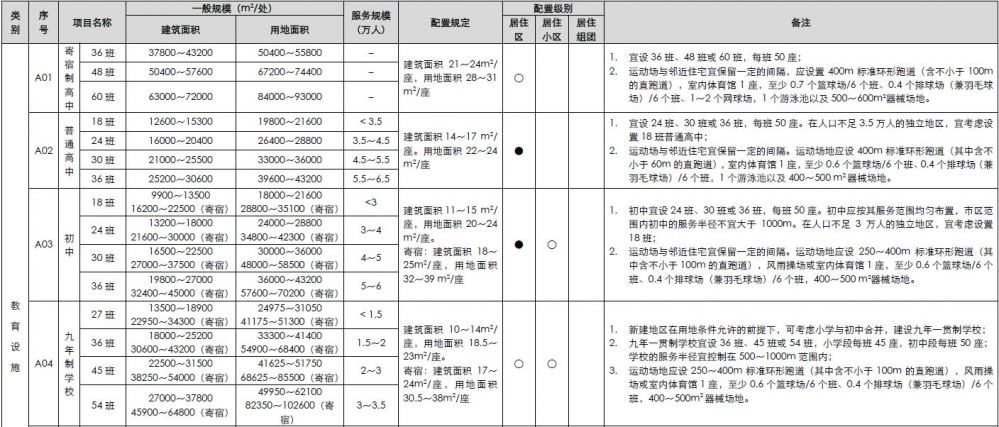 类别 序号 项目名称 一般规模（m²/处） 服务规模（万人） 配置规定 配置级别 备注
建筑面积 用地面积 居住区 居住小区 居住组团
教育设施
A01 寄宿制高中
36 班 37800～43200 50400～55800 –
48 班 50400～57600 67200～74400 –
60 班 63000～72000 84000～93000 –
建筑面积 21～24m²/
座，用地面积 28～31
m²/座
○
1. 宜设 36 班、48 班或 60 班，每班 50 座；
2. 运动场与邻近住宅宜保留一定的间隔，应设置 400m 标准环形跑道（含不小于 100m
的直跑道），室内体育馆 1 座，至少 0.7 个篮球场/6 个班、0.4 个排球场（兼羽毛球
场）/6 个班、1～2 个网球场，1 个游泳池以及 500～600m²器械场地。
A02 普通高中
18 班 12600～15300 19800～21600 < 3.5
24 班 16000～20400 26400～28800 3.5～4.5
30 班 21000～25500 33000～36000 4.5～5.5
36 班 25200～30600 39600～43200 5.5～6.5
建筑面积 14～17 m²/
座。用地面积 22～24
m²/座
●
1. 宜设 24 班、30 班或 36 班，每班 50 座。在人口不足 3.5 万人的独立地区，宜考虑设
置 18 班普通高中；
2. 运动场与邻近住宅宜保留一定的间隔。运动场地应设 400m 标准环形跑道（其中含
不小于 60m 的直跑道），室内体育馆 1 座，至少 0.6 个篮球场/6 个班、0.4 个排球场（兼
羽毛球场）/6 个班，1 个游泳池以及 400～500 m²器械场地。
A03 初中
18 班 9900～13500 18000～21600 <3
16200～22500（寄宿） 28800～35100（寄宿）
24 班 13200～18000 24000～28800 3～4
21600～30000（寄宿） 34800～42300（寄宿）
30 班 16500～22500 30000～36000 4～5
27000～37500（寄宿） 48000～58500（寄宿）
36 班 19800～27000 36000～43200 5～6
32400～45000（寄宿） 57600～70200（寄宿）
建筑面积 11～15 m²/
座，用地面积 20～24
m²/座。
寄宿：建筑面积 18～
25m²/座，用地面积
32～39 m²/座
● ○
1. 初中宜设 24 班、30 班或 36 班，每班 50 座。初中应按其服务范围均匀布置，市区范
围内初中的服务半径不宜大于 1000m。在人口不足 3 万人的独立地区，宜考虑设置
18 班；
2. 运动场与邻近住宅宜保留一定的间隔。运动场地应设 250～400m 标准环形跑道（其
中含不小于 100m 的直跑道），风雨操场或室内体育馆 1 座，至少 0.6 个篮球场/6 个
班、0.4 个排球场（兼羽毛球场）/6 个班，400～500 m²器械场地。
A04 九年制学校
27 班 13500～18900 24975～31050 < 1.5
22950～34300（寄宿） 41175～51300（寄宿）
36 班 18000～25200 33300～41400 1.5～2
30600～43200（寄宿） 54900～68400（寄宿）
45 班 22500～31500 41625～51750 2～3
38250～54000（寄宿） 68625～85500（寄宿）
54 班 27000～37800 49950～62100 3～3.5
45900～64800（寄宿） 82350～102600（寄宿）
建筑面积 10～14m²/
座，用地面积 18.5～
23m²/座。
寄宿：建筑面积 17～
24m²/座，用地面积
30.5～38m²/座
○ ○
1. 新建地区在用地条件允许的前提下，可考虑小学与初中合并，建设九年一贯制学校；
2. 九年一贯制学校宜设 36 班、45 班或 54 班，小学段每班 45 座，初中段每班 50 座；
学校的服务半径宜控制在 500～1000m 范围内；
3. 运动场地应设 250～400m 标准环形跑道（其中含不小于 100m 的直跑道），风雨操
场或室内体育馆 1 座，至少 0.6 个篮球场/6 个班、0.4 个排球场（兼羽毛球场）/6 个
班，400～500m²器械场地。